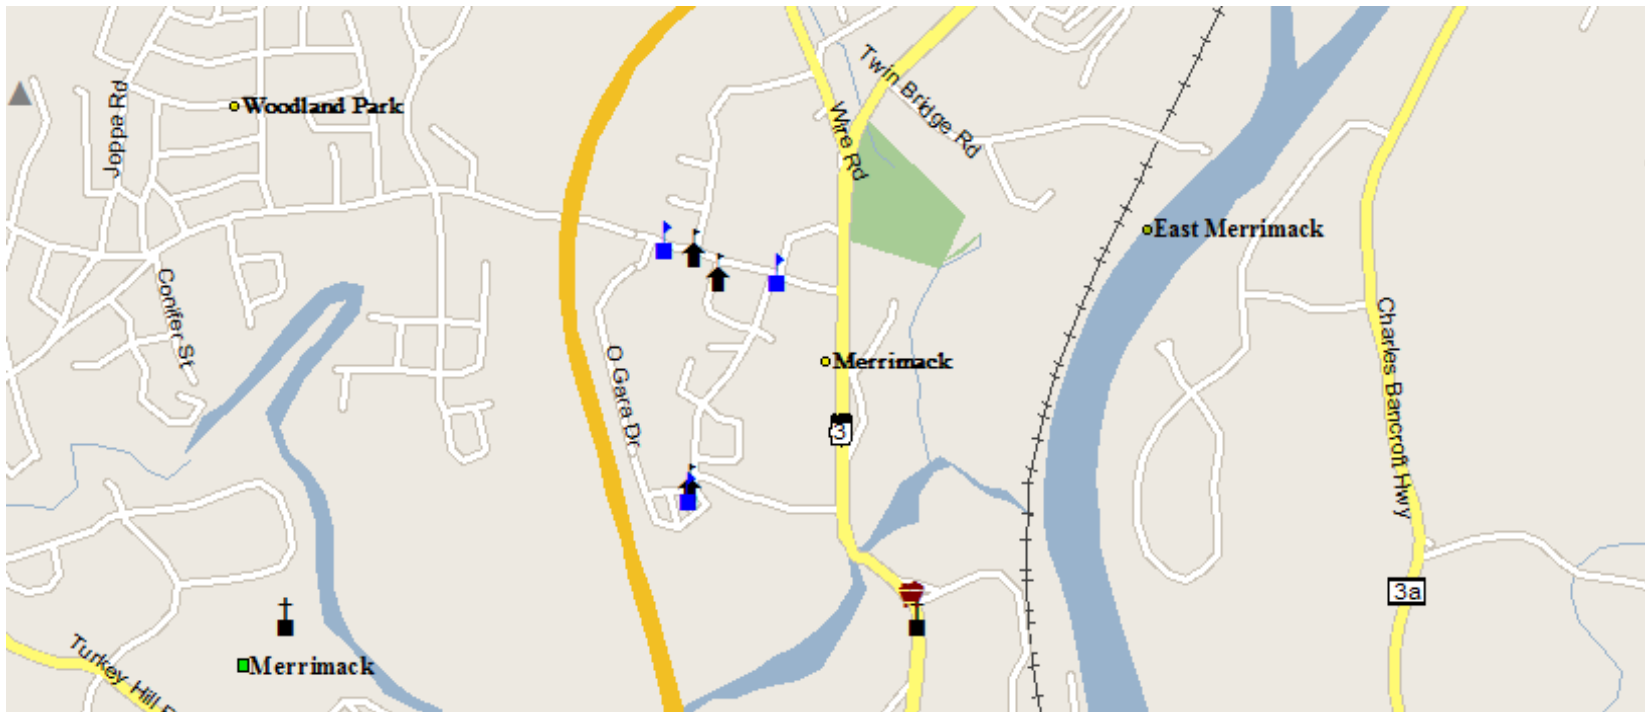 Twin Bridge Rd
Joppa Rd
Woodland Park
Wire Rd
East Merrimack
Conifer St
Charles Bancroft Hwy
O Gara Dr
Merrimack
3
3a
Turkey Hill
Merrimack